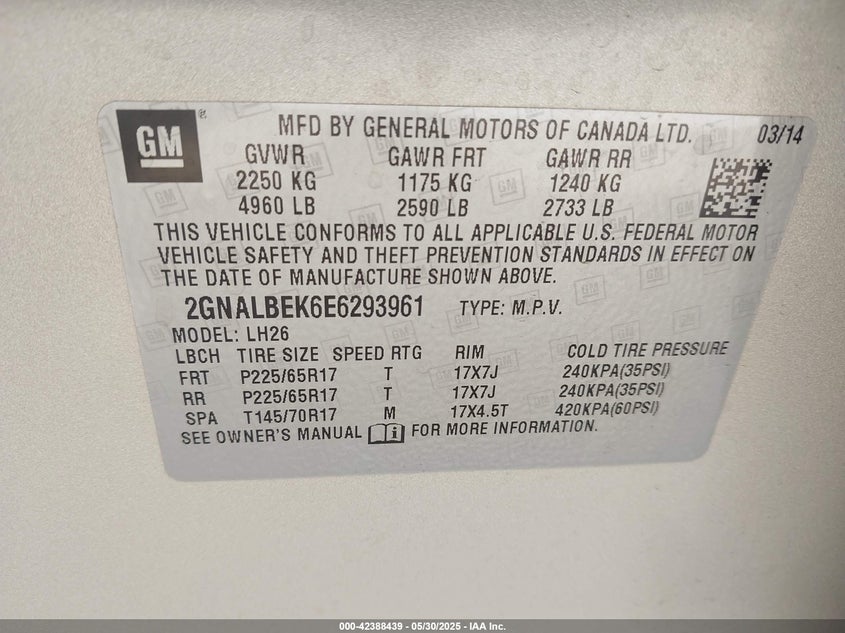 GM ®
MFD BY GENERAL MOTORS OF CANADA LTD. 03/14
GVWR GAWR FRT GAWR RR
2250 KG 1175 KG 1240 KG
4960 LB 2590 LB 2733 LB
THIS VEHICLE CONFORMS TO ALL APPLICABLE U.S. FEDERAL MOTOR
VEHICLE SAFETY AND THEFT PREVENTION STANDARDS IN EFFECT ON
THE DATE OF MANUFACTURE SHOWN ABOVE.
2GNALBEK6E6293961 TYPE: M.P.V.
MODEL: LH26
LBCH TIRE SIZE SPEED RTG RIM COLD TIRE PRESSURE
FRT P225/65R17 T 17X7J 240KPA(35PSI)
RR P225/65R17 T 17X7J 240KPA(35PSI)
SPA T145/70R17 M 17X4.5T 420KPA(60PSI)
SEE OWNER'S MANUAL FOR MORE INFORMATION.
000-42388439 - 05/30/2025 - IAA Inc.